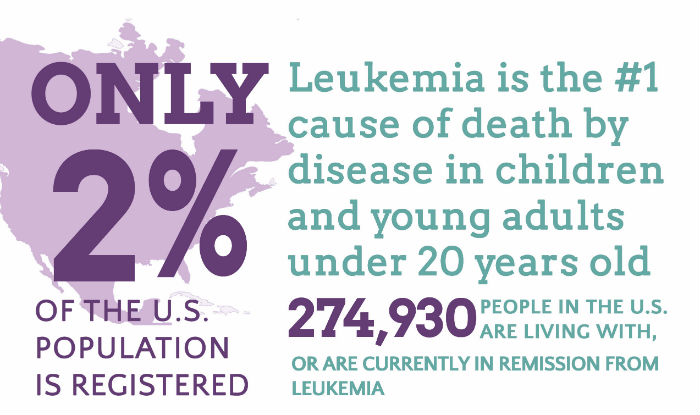 ONLY
2%
OF THE U.S.
POPULATION
IS REGISTERED
Leukemia is the #1
cause of death by
disease in children
and young adults
under 20 years old
274,930 PEOPLE IN THE U.S.
ARE LIVING WITH,
OR ARE CURRENTLY IN REMISSION FROM
LEUKEMIA